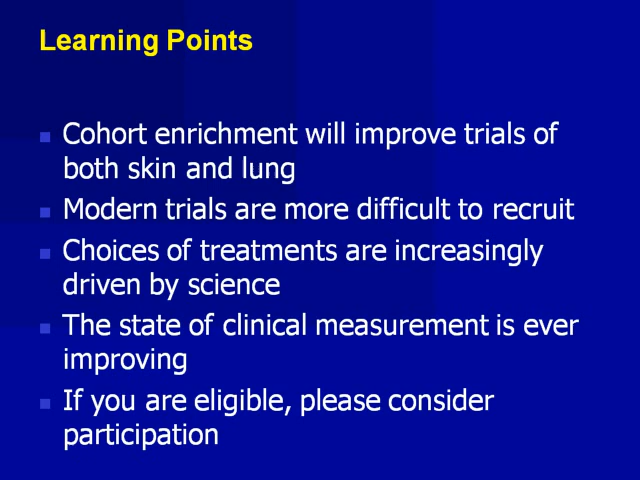 Learning Points
Cohort enrichment will improve trials of
both skin and lung
Modern trials are more difficult to recruit
Choices of treatments are increasingly
driven by science
The state of clinical measurement is ever
improving
If you are eligible, please consider
participation